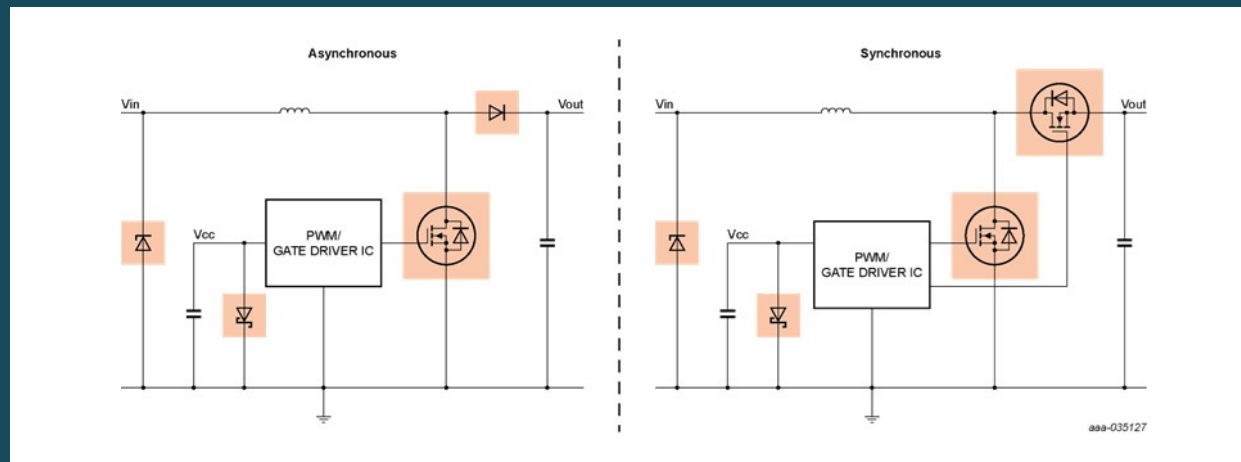 Asynchronous
Vin
Vout
Vcc
PWM/
GATE DRIVER IC
Synchronous
Vin
Vout
Vcc
PWM/
GATE DRIVER IC
aaa-035127